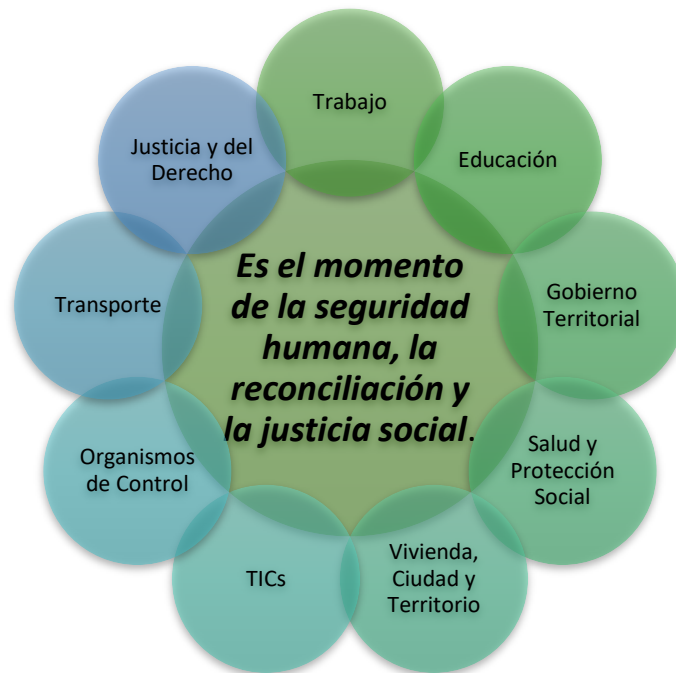 Trabajo
Educación
Gobierno
Territorial
Salud y
Protección
Social
Vivienda,
Ciudad y
Territorio
TICs
Organismos
de Control
Transporte
Justicia y del
Derecho
Es el momento
de la seguridad
humana, la
reconciliación y
la justicia social.